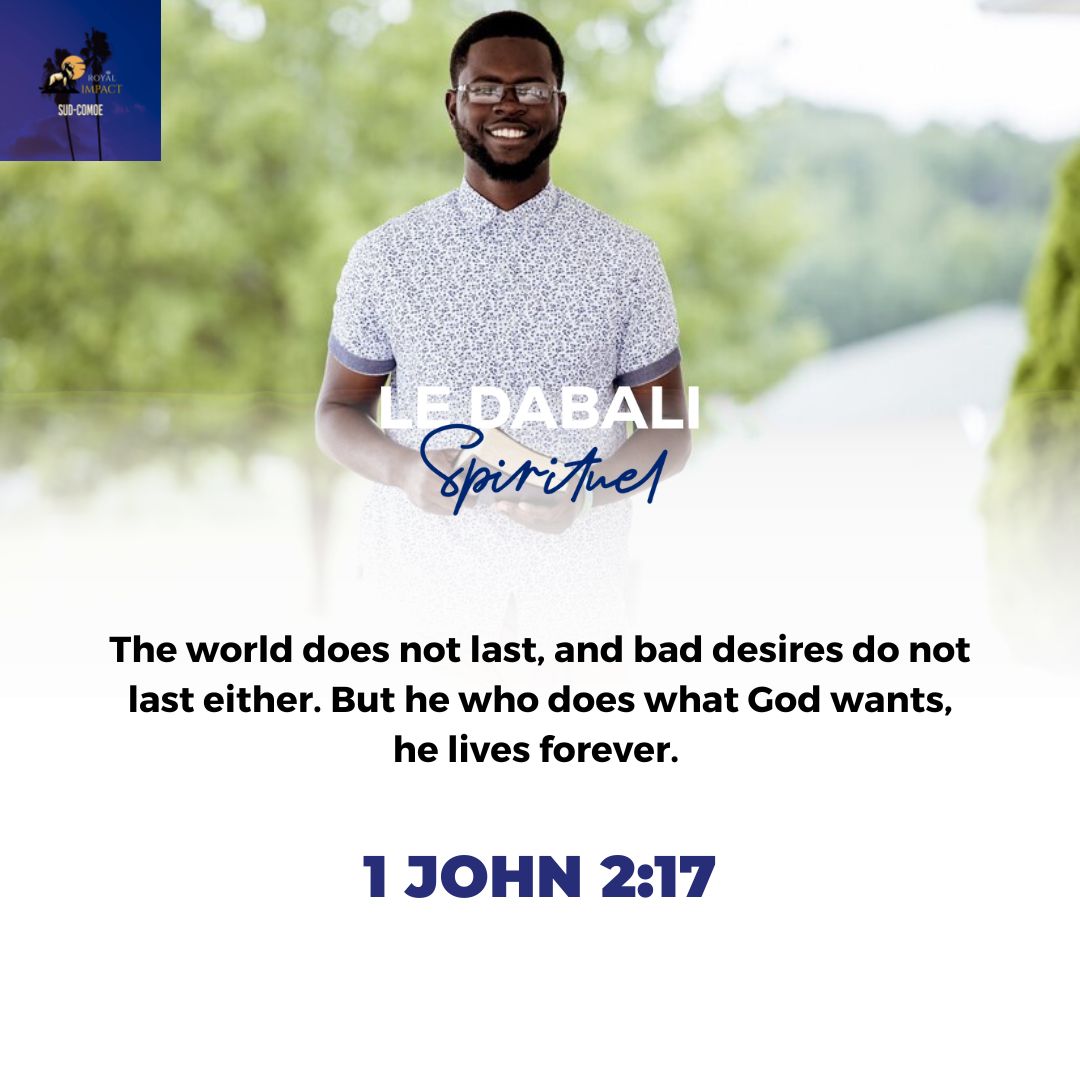 ROYAL
IMPACT
SUD-COMOE
LE DABALI
Spirituel
The world does not last, and bad desires do not
last either. But he who does what God wants,
he lives forever.
1 JOHN 2:17